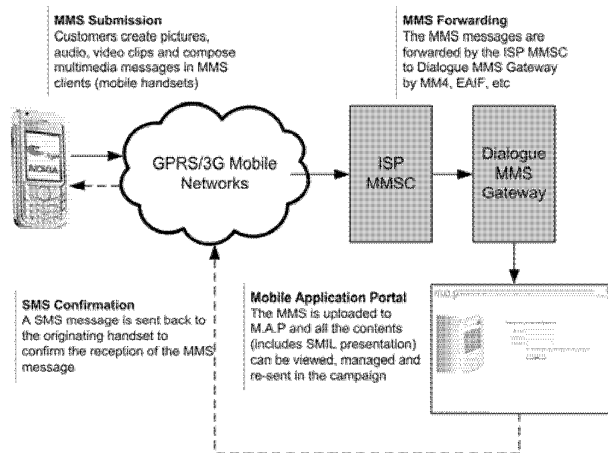 MMS Submission
Customers create pictures,
audio, video clips and compose
multimedia messages in MMS
clients (mobile handsets)
MMS Forwarding
The MMS messages are
forwarded by the ISP MMSC
to Dialogue MMS Gateway
by MM4, EAIF, etc
NOKIA
GPRS/3G Mobile
Networks
ISP
MMSC
Dialogue
MMS
Gateway
SMS Confirmation
A SMS message is sent back to
the originating handset to
confirm the reception of the MMS
message
Mobile Application Portal
The MMS is uploaded to
M.A.P and all the contents
(includes SMIL presentation)
can be viewed, managed and
re-sent in the campaign